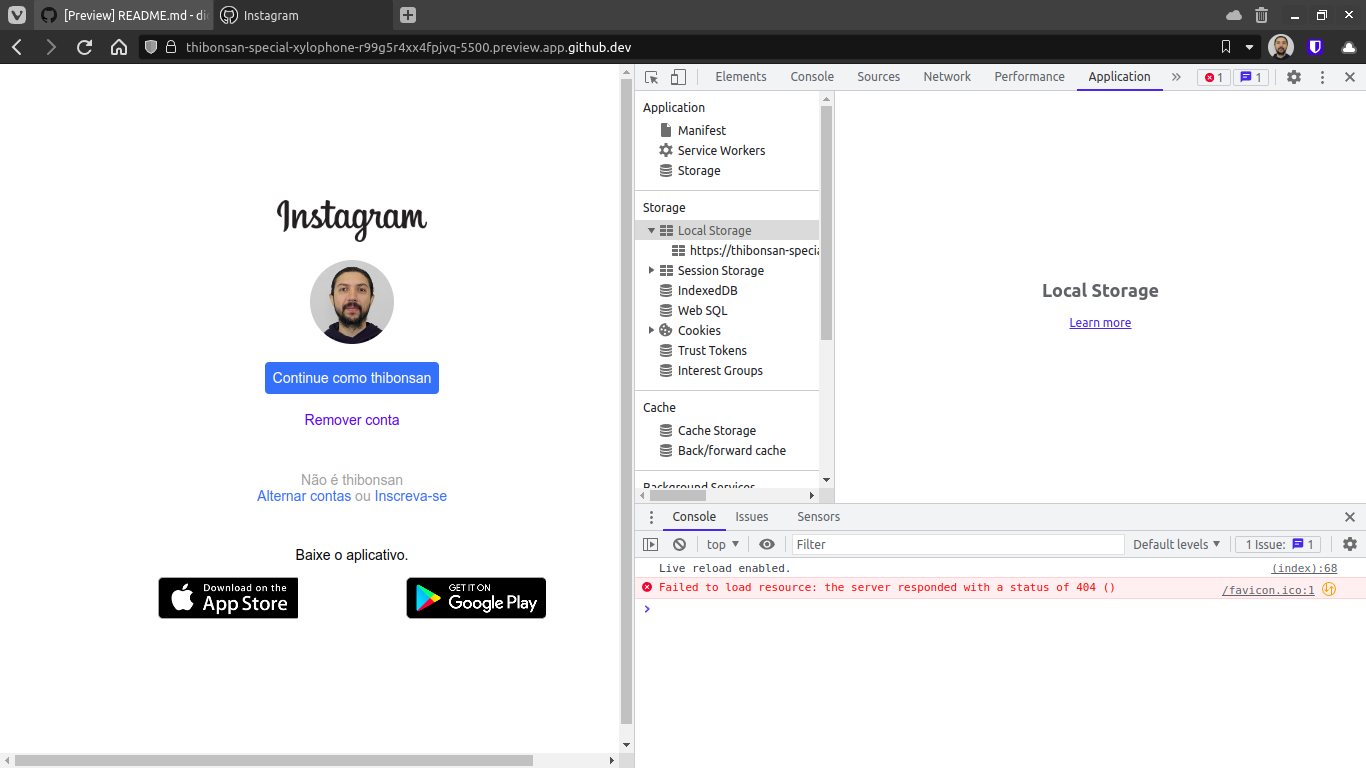 [Preview] README.md - dio
Instagram
thibonsan-special-xylophone-r99g5r4xx4fpjvq-5500.preview.app.github.dev
Instagram
Continue como thibonsan
Remover conta
Não é thibonsan
Alternar contas ou Inscreva-se
Baixe o aplicativo.
Download on the
App Store
GET IT ON
Google Play
Elements Console Sources Network Performance Application » 1 1
Application
Manifest
Service Workers
Storage
Storage
Local Storage
https://thibonsan-specia
Session Storage
IndexedDB
Web SQL
Cookies
Trust Tokens
Interest Groups
Cache
Cache Storage
Back/forward cache
Background Services
Local Storage
Learn more
Console Issues Sensors
top Filter Default levels 1 Issue: 1
Live reload enabled. (index):68
Failed to load resource: the server responded with a status of 404 () /favicon.ico:1